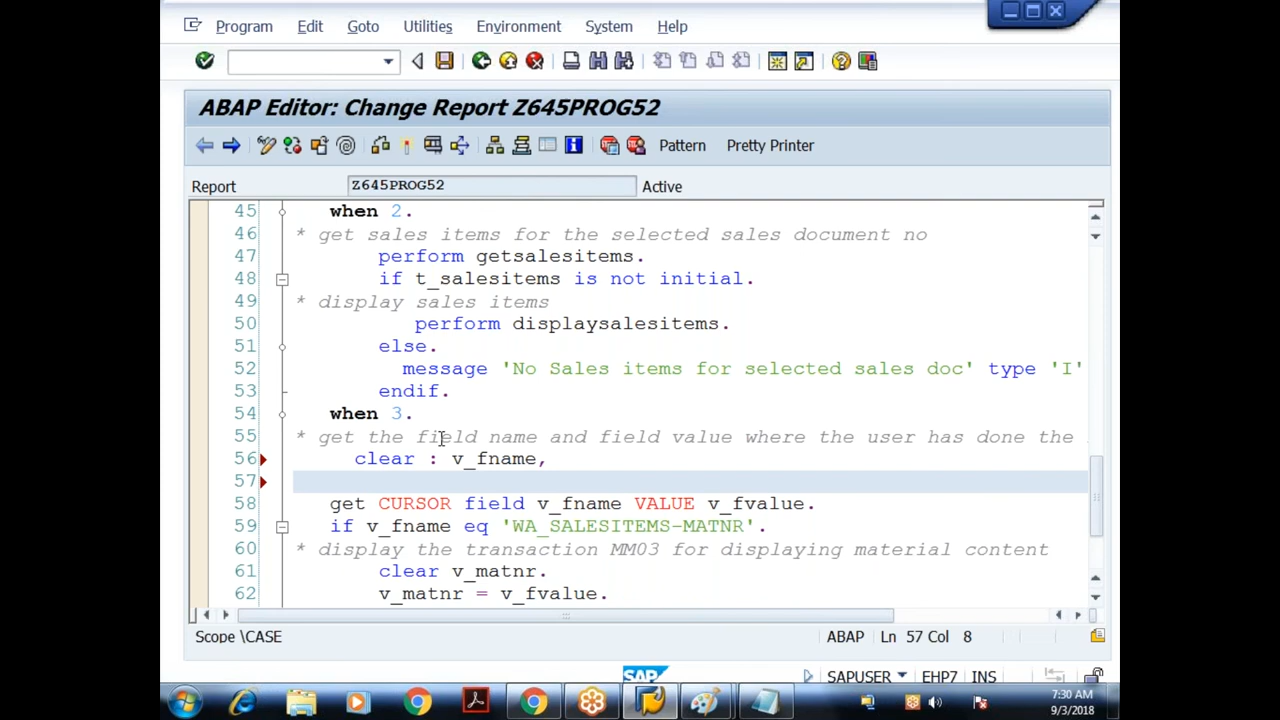 Program Edit Goto Utilities Environment System Help
ABAP Editor: Change Report Z645PROG52
Pattern Pretty Printer
Report Z645PROG52 Active
45 when 2.
46 * get sales items for the selected sales document no
47 perform getsalesitems.
48 if t_salesitems is not initial.
49 * display sales items
50 perform displaysalesitems.
51 else.
52 message 'No Sales items for selected sales doc' type 'I'
53 endif.
54 when 3.
55 * get the field name and field value where the user has done the
56 clear : v_fname,
57
58 get CURSOR field v_fname VALUE v_fvalue.
59 if v_fname eq 'WA_SALESITEMS-MATNR'.
60 * display the transaction MM03 for displaying material content
61 clear v_matnr.
62 v_matnr = v_fvalue.
Scope \CASE ABAP Ln 57 Col 8
SAP SAPUSER EHP7 INS
7:30 AM
9/3/2018